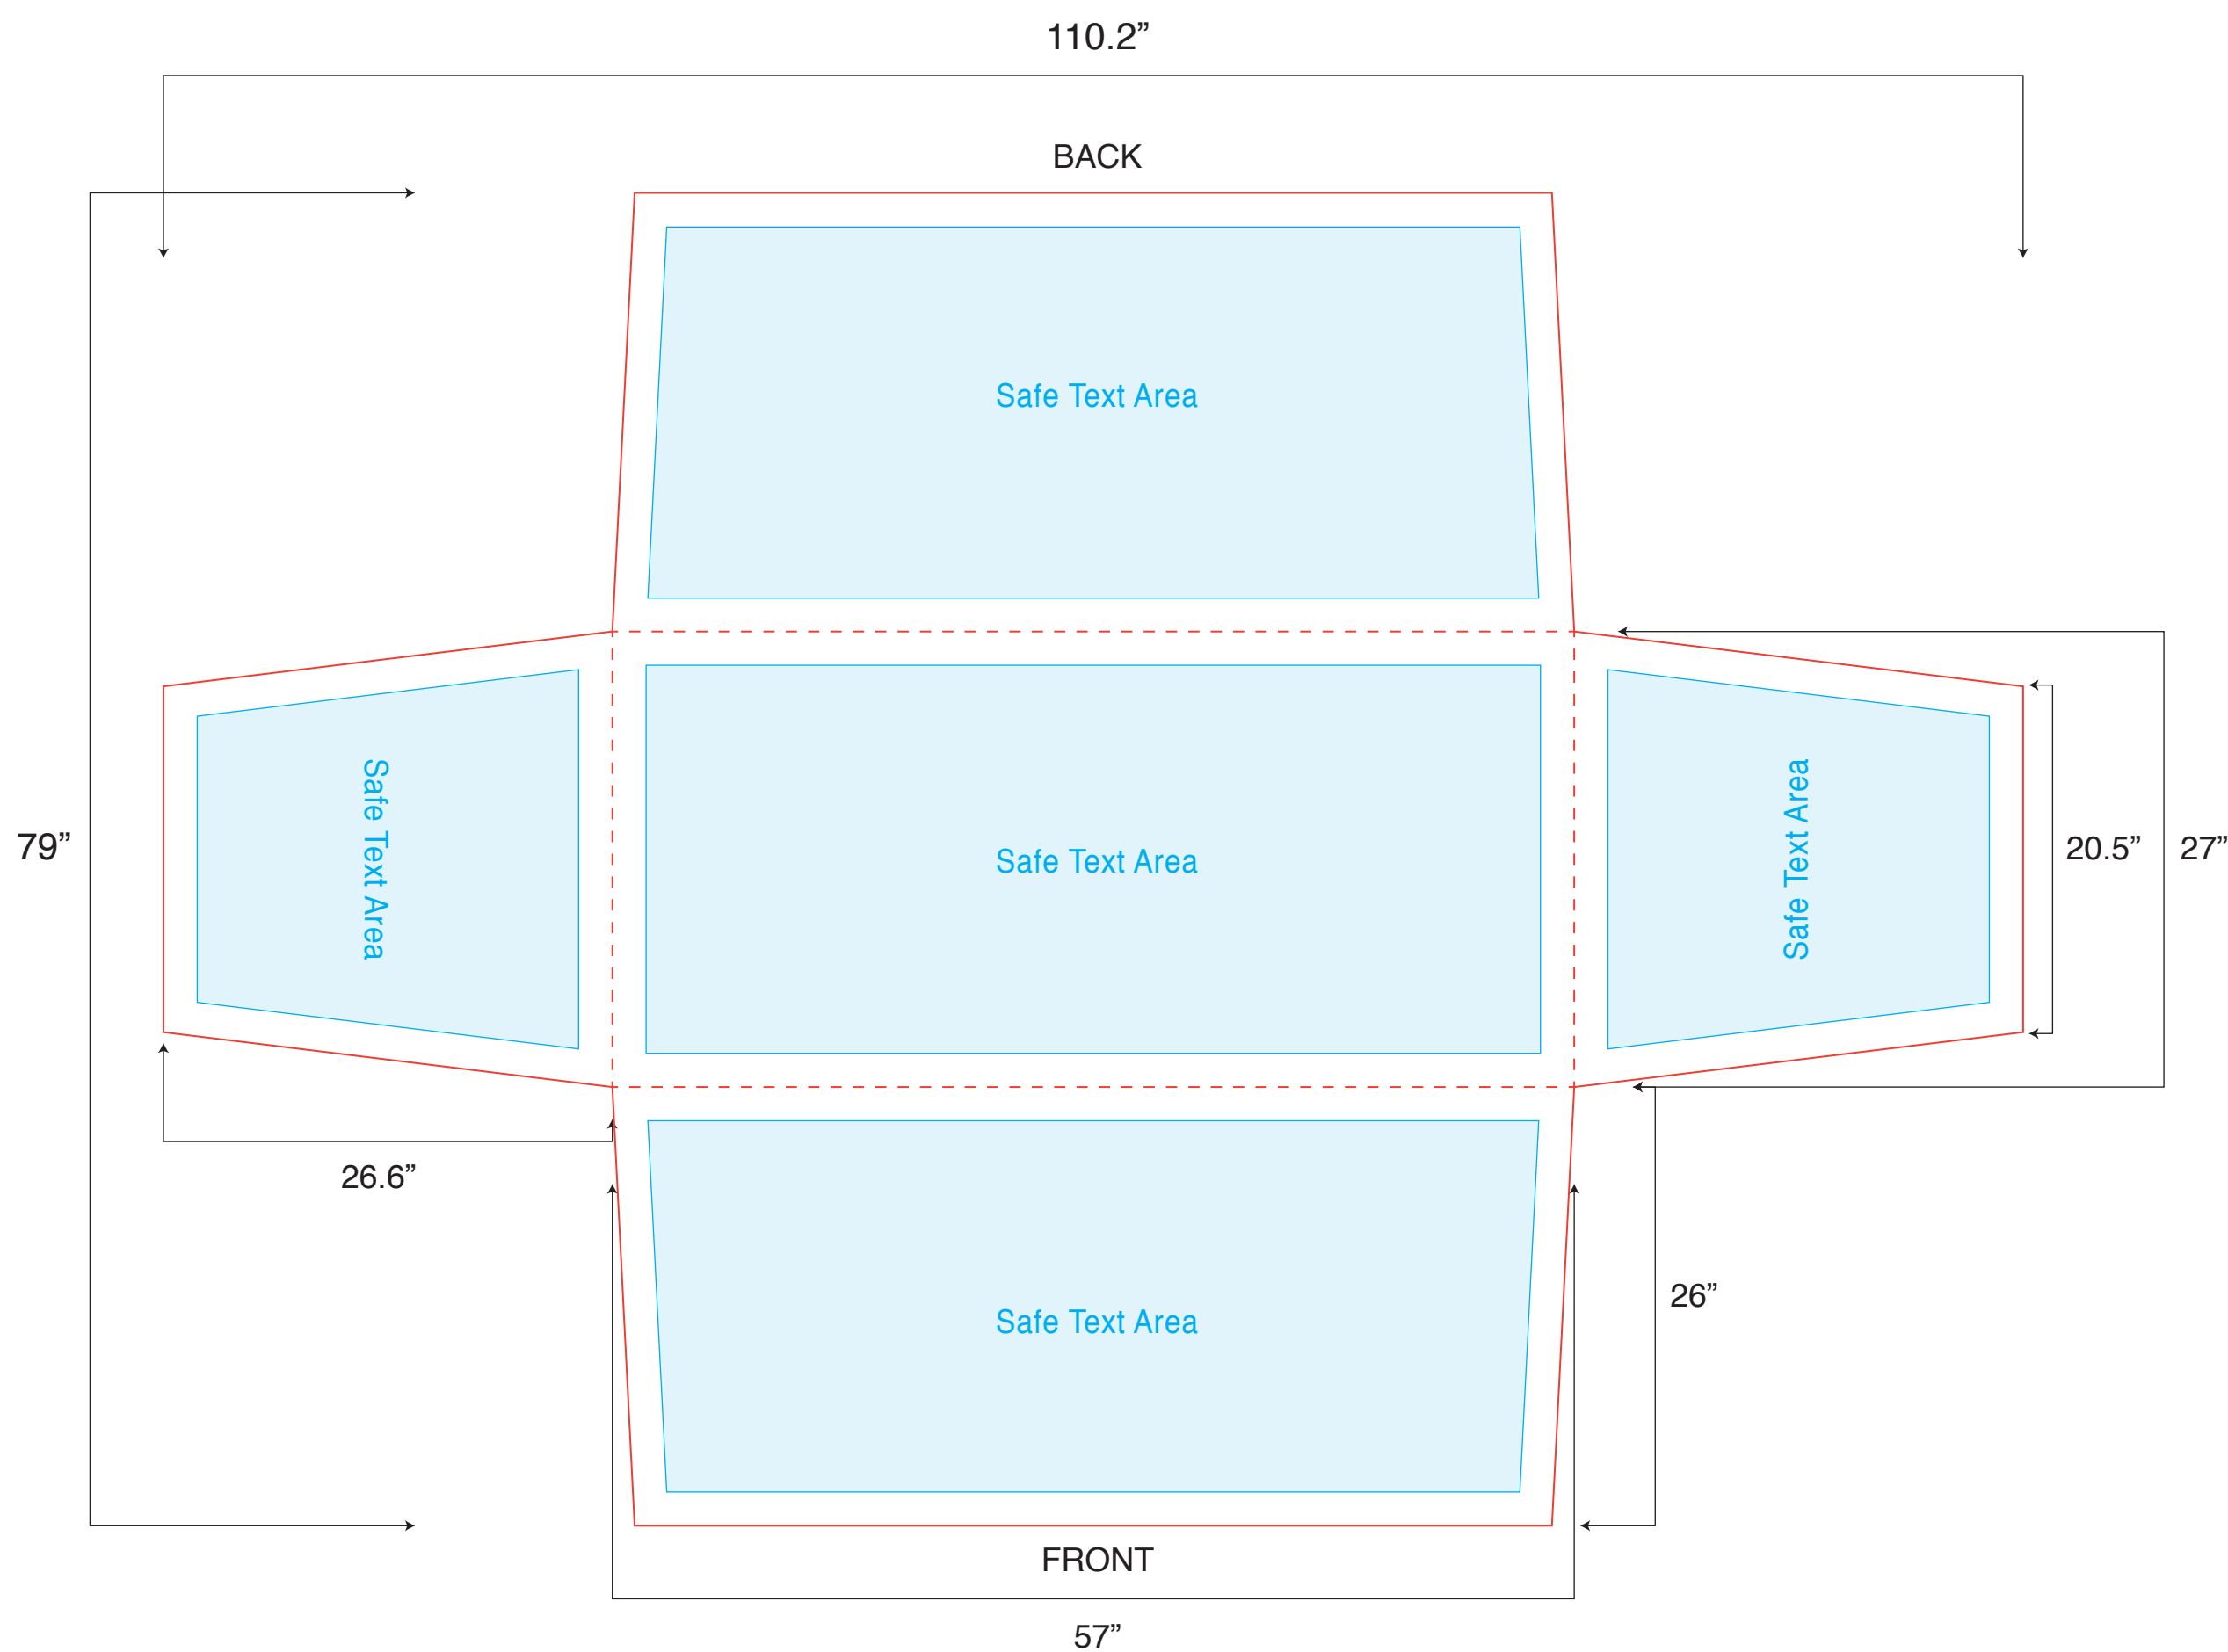 110.2”
BACK
Safe Text Area
79”
Safe Text Area
Safe Text Area
Safe Text Area
20.5”
27”
26.6”
26”
Safe Text Area
FRONT
57”